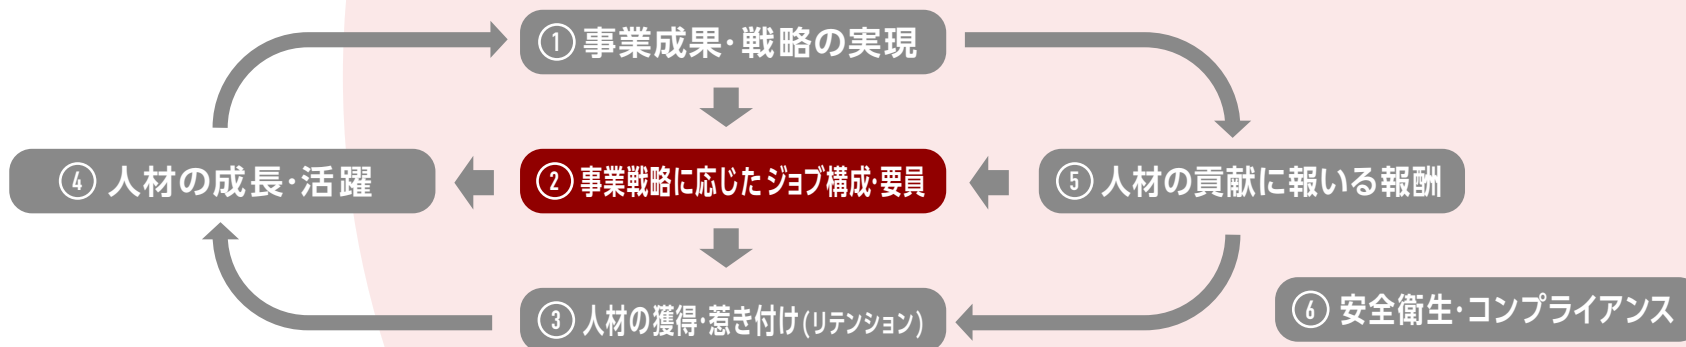 ① 事業成果・戦略の実現
④ 人材の成長・活躍
② 事業戦略に応じた ジョブ構成・要員
⑤ 人材の貢献に報いる報酬
③ 人材の獲得・惹き付け(リテンション)
⑥ 安全衛生・コンプライアンス